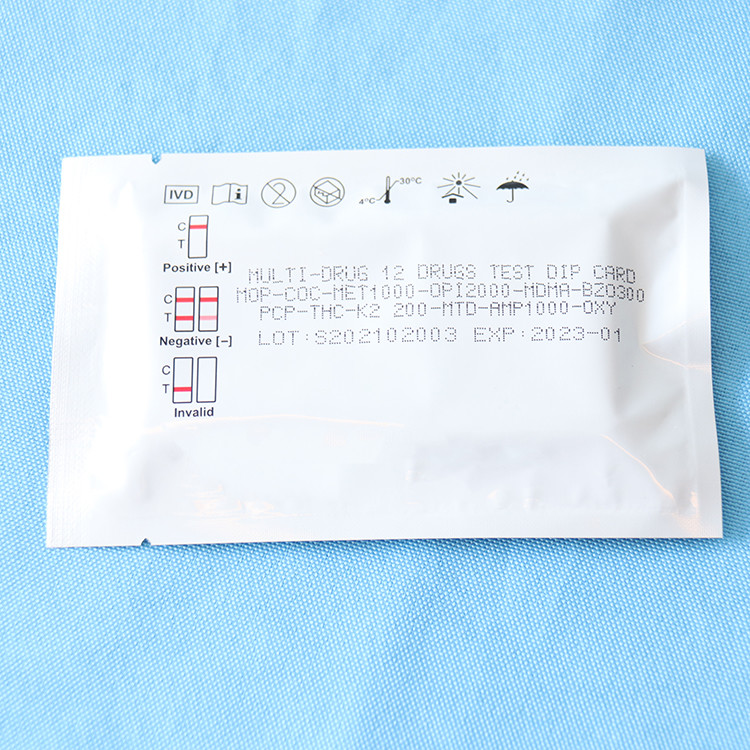 IVD
i
2
4°C
30°C
C
T
Positive [+]
C
T
Negative [−]
C
T
Invalid
MULTI-DRUG 12 DRUGS TEST DIP CARD
MOP-COC-MET1000-OPI2000-MDMA-BZO300
PCP-THC-K2 200-MTD-AMP1000-OXY
LOT:S202102003 EXP:2023-01